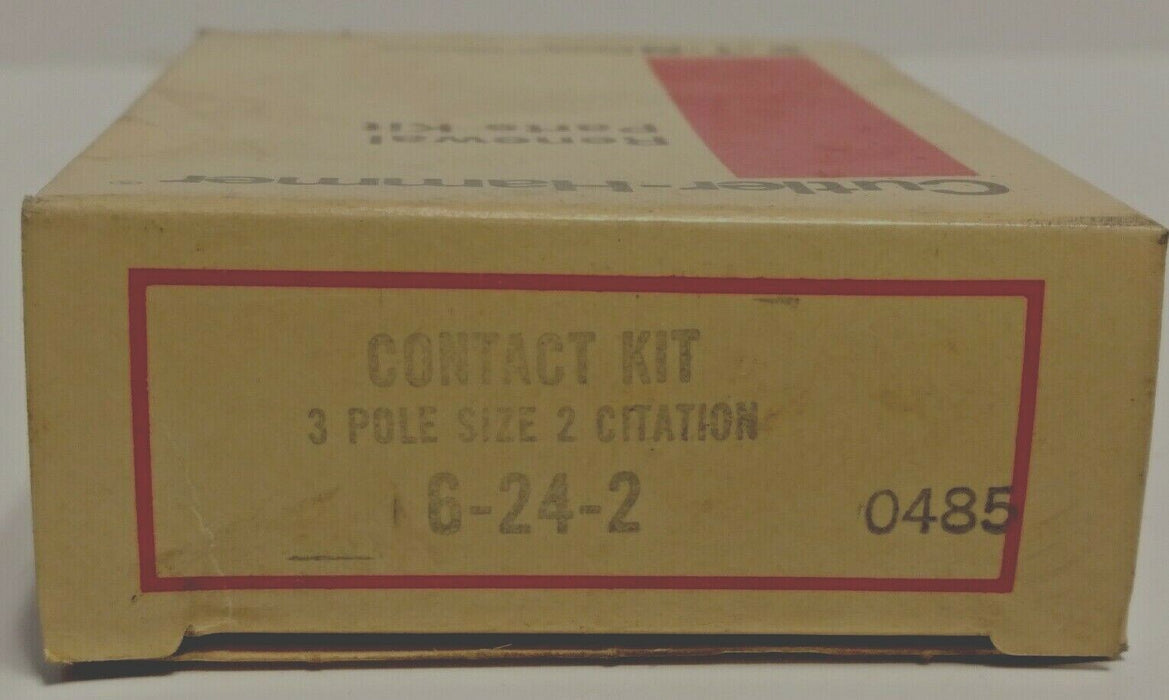 Renewal
Parts Kit
Cutler-Hammer
CONTACT KIT
3 POLE SIZE 2 CITATION
6-24-2
0485